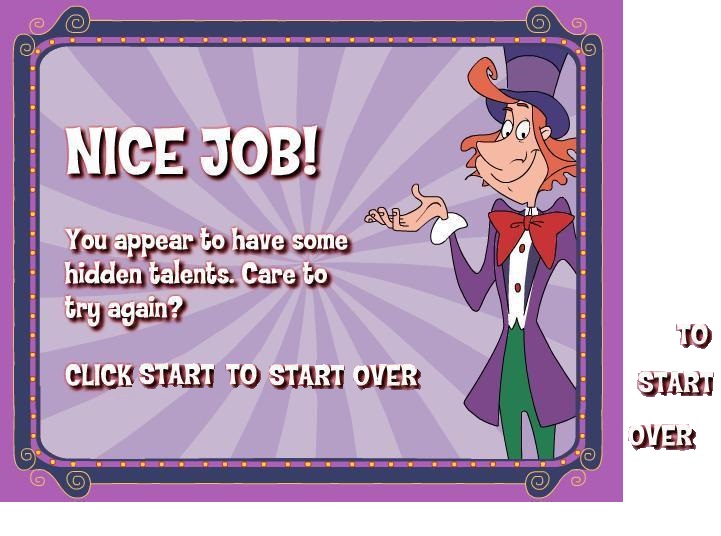 NICE JOB!
You appear to have some
hidden talents. Care to
try again?
CLICK START TO START OVER
TO
START
OVER